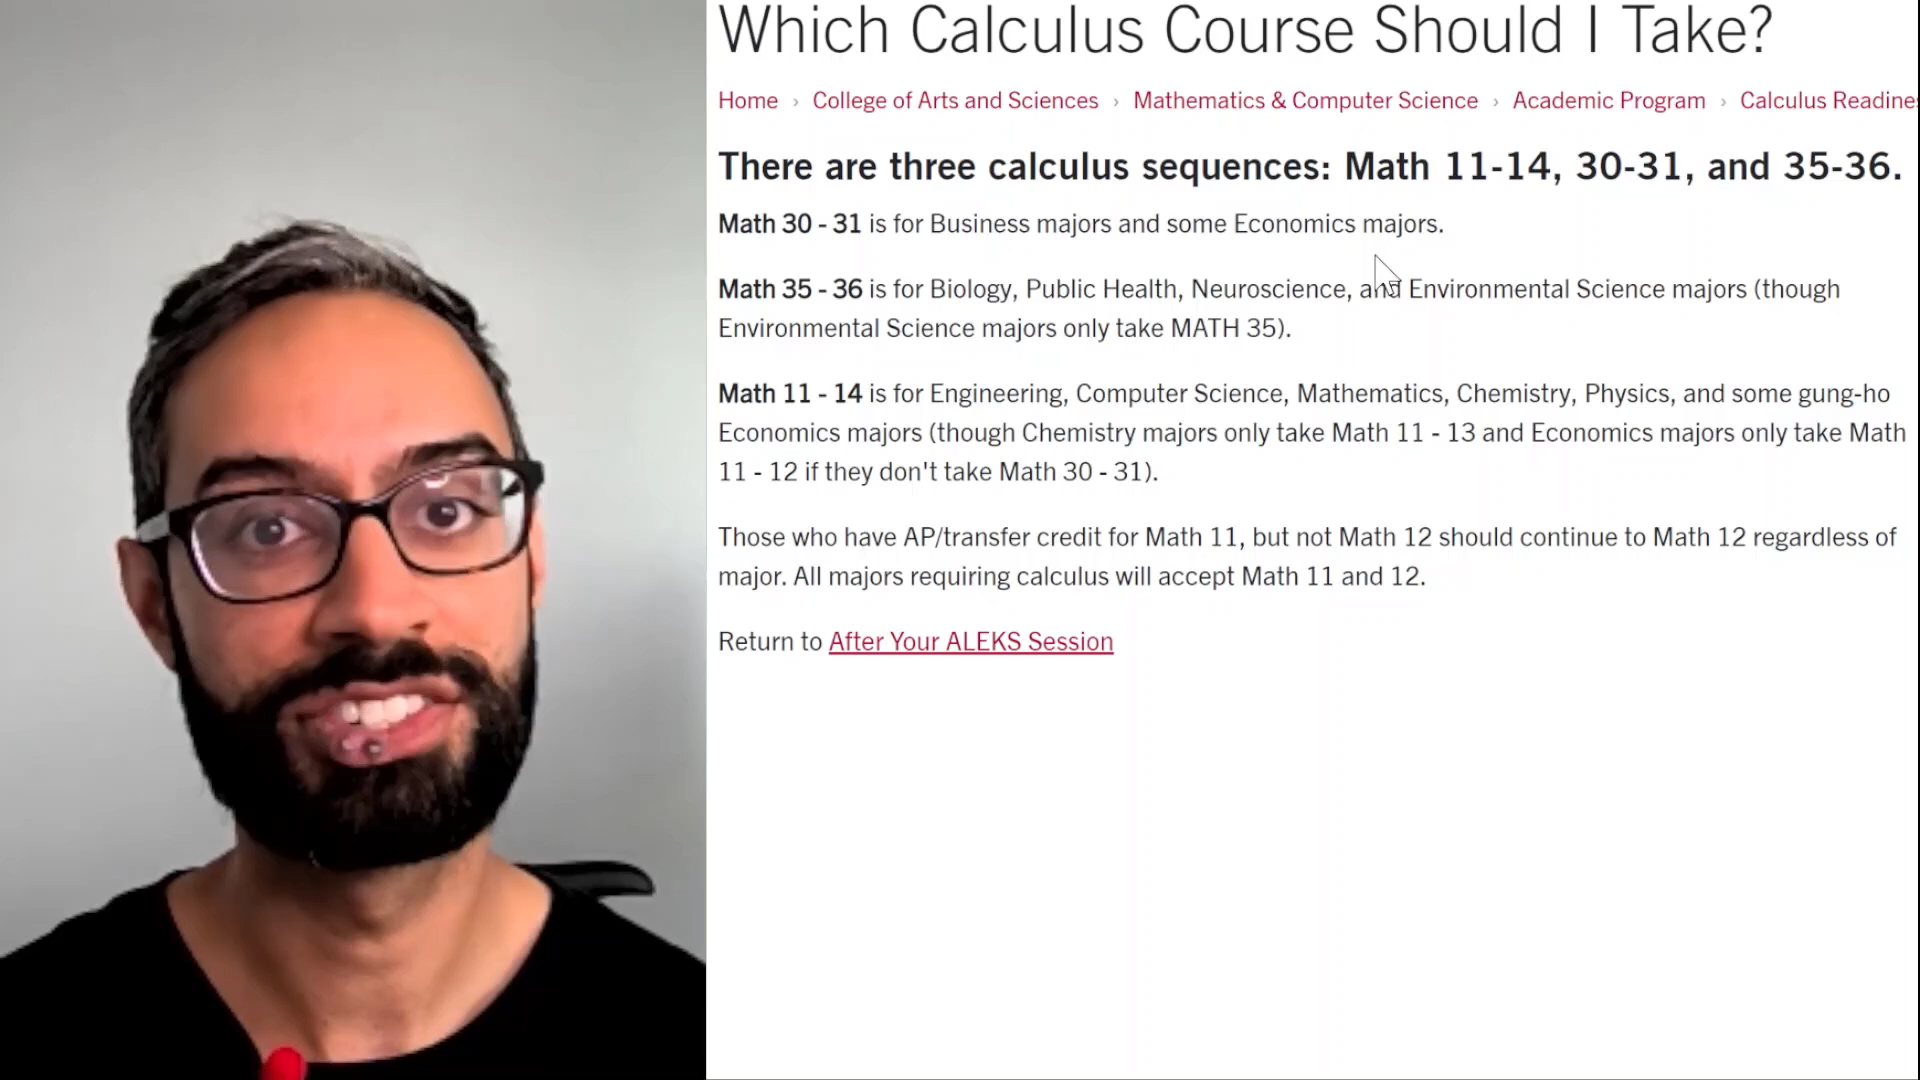 Which Calculus Course Should I Take?
Home › College of Arts and Sciences › Mathematics & Computer Science › Academic Program › Calculus Readines
There are three calculus sequences: Math 11-14, 30-31, and 35-36.
Math 30 - 31 is for Business majors and some Economics majors.
Math 35 - 36 is for Biology, Public Health, Neuroscience, and Environmental Science majors (though
Environmental Science majors only take MATH 35).
Math 11 - 14 is for Engineering, Computer Science, Mathematics, Chemistry, Physics, and some gung-ho
Economics majors (though Chemistry majors only take Math 11 - 13 and Economics majors only take Math
11 - 12 if they don't take Math 30 - 31).
Those who have AP/transfer credit for Math 11, but not Math 12 should continue to Math 12 regardless of
major. All majors requiring calculus will accept Math 11 and 12.
Return to After Your ALEKS Session